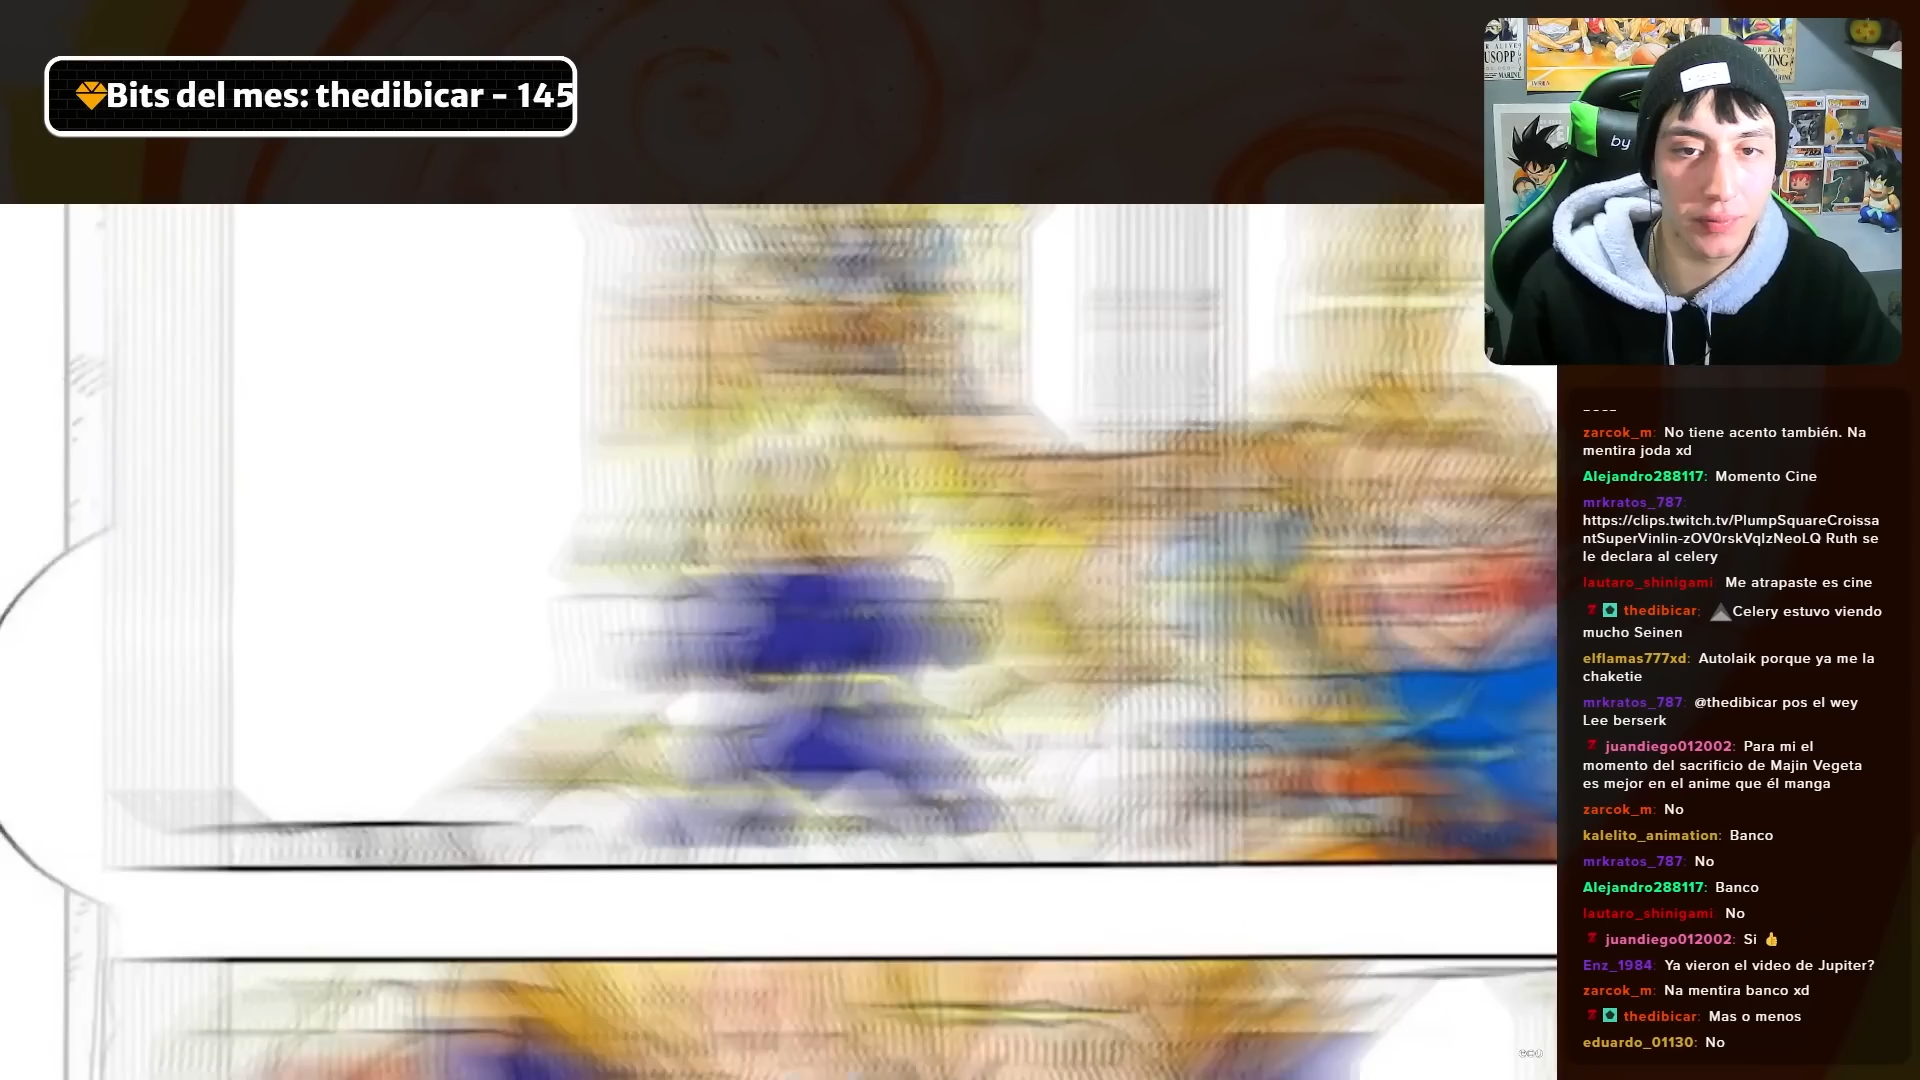 Bits del mes: thedibicar - 145
USOPP
MARINE
KING
by
zarcok_m: No tiene acento también. Na
mentira joda xd
Alejandro288117: Momento Cine
mrkratos_787:
https://clips.twitch.tv/PlumpSquareCroissa
ntSuperVinlin-zOV0rskVqlzNeoLQ Ruth se
le declara al celery
lautaro_shinigami: Me atrapaste es cine
thedibicar: Celery estuvo viendo
mucho Seinen
elflamas777xd: Autolaik porque ya me la
chaketie
mrkratos_787: @thedibicar pos el wey
Lee berserk
juandiego012002: Para mi el
momento del sacrificio de Majin Vegeta
es mejor en el anime que él manga
zarcok_m: No
kalelito_animation: Banco
mrkratos_787: No
Alejandro288117: Banco
lautaro_shinigami: No
juandiego012002: Si 👍
Enz_1984: Ya vieron el video de Jupiter?
zarcok_m: Na mentira banco xd
thedibicar: Mas o menos
eduardo_01130: No